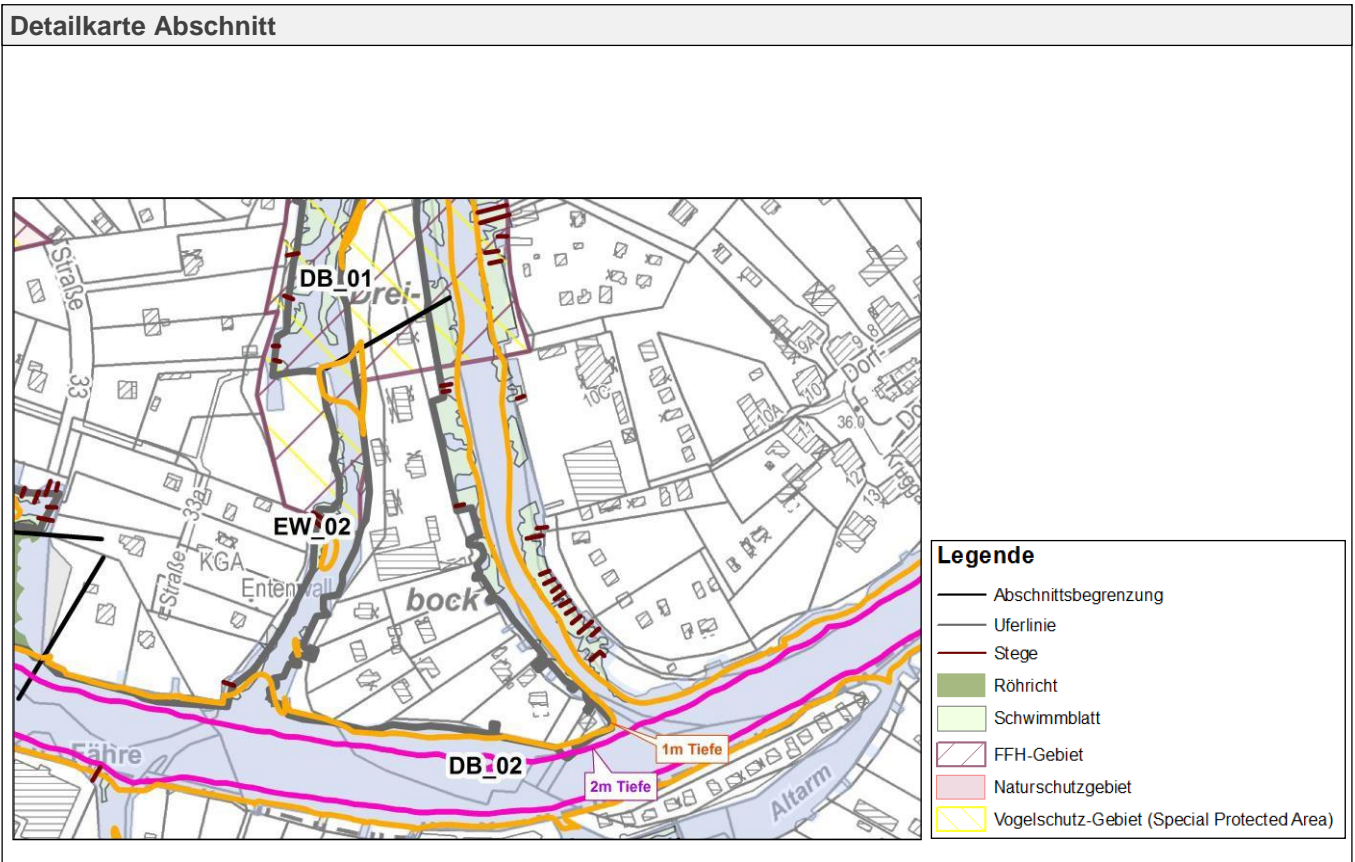 Detailkarte Abschnitt
DB_01
Drei-
Straße
33
9A
9
8
Dorf-
10
10C
10A
11
36.0
12
13
33a
EW_02
KGA
Entenwall
Straße
bock
Fähre
DB_02
1m Tiefe
2m Tiefe
Altarm
Legende
Abschnittsbegrenzung
Uferlinie
Stege
Röhricht
Schwimmblatt
FFH-Gebiet
Naturschutzgebiet
Vogelschutz-Gebiet (Special Protected Area)